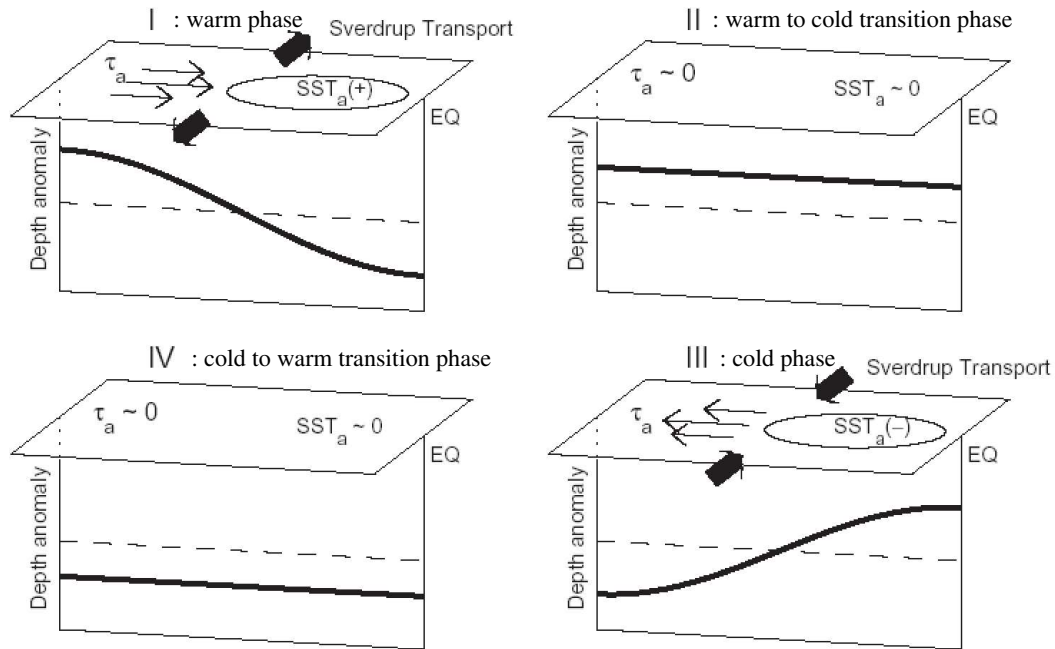 I : warm phase
Sverdrup Transport
τa
SSTa(+)
EQ
Depth anomaly
II : warm to cold transition phase
τa ~ 0
SSTa ~ 0
EQ
Depth anomaly
IV : cold to warm transition phase
τa ~ 0
SSTa ~ 0
EQ
Depth anomaly
III : cold phase
Sverdrup Transport
τa
SSTa(−)
EQ
Depth anomaly